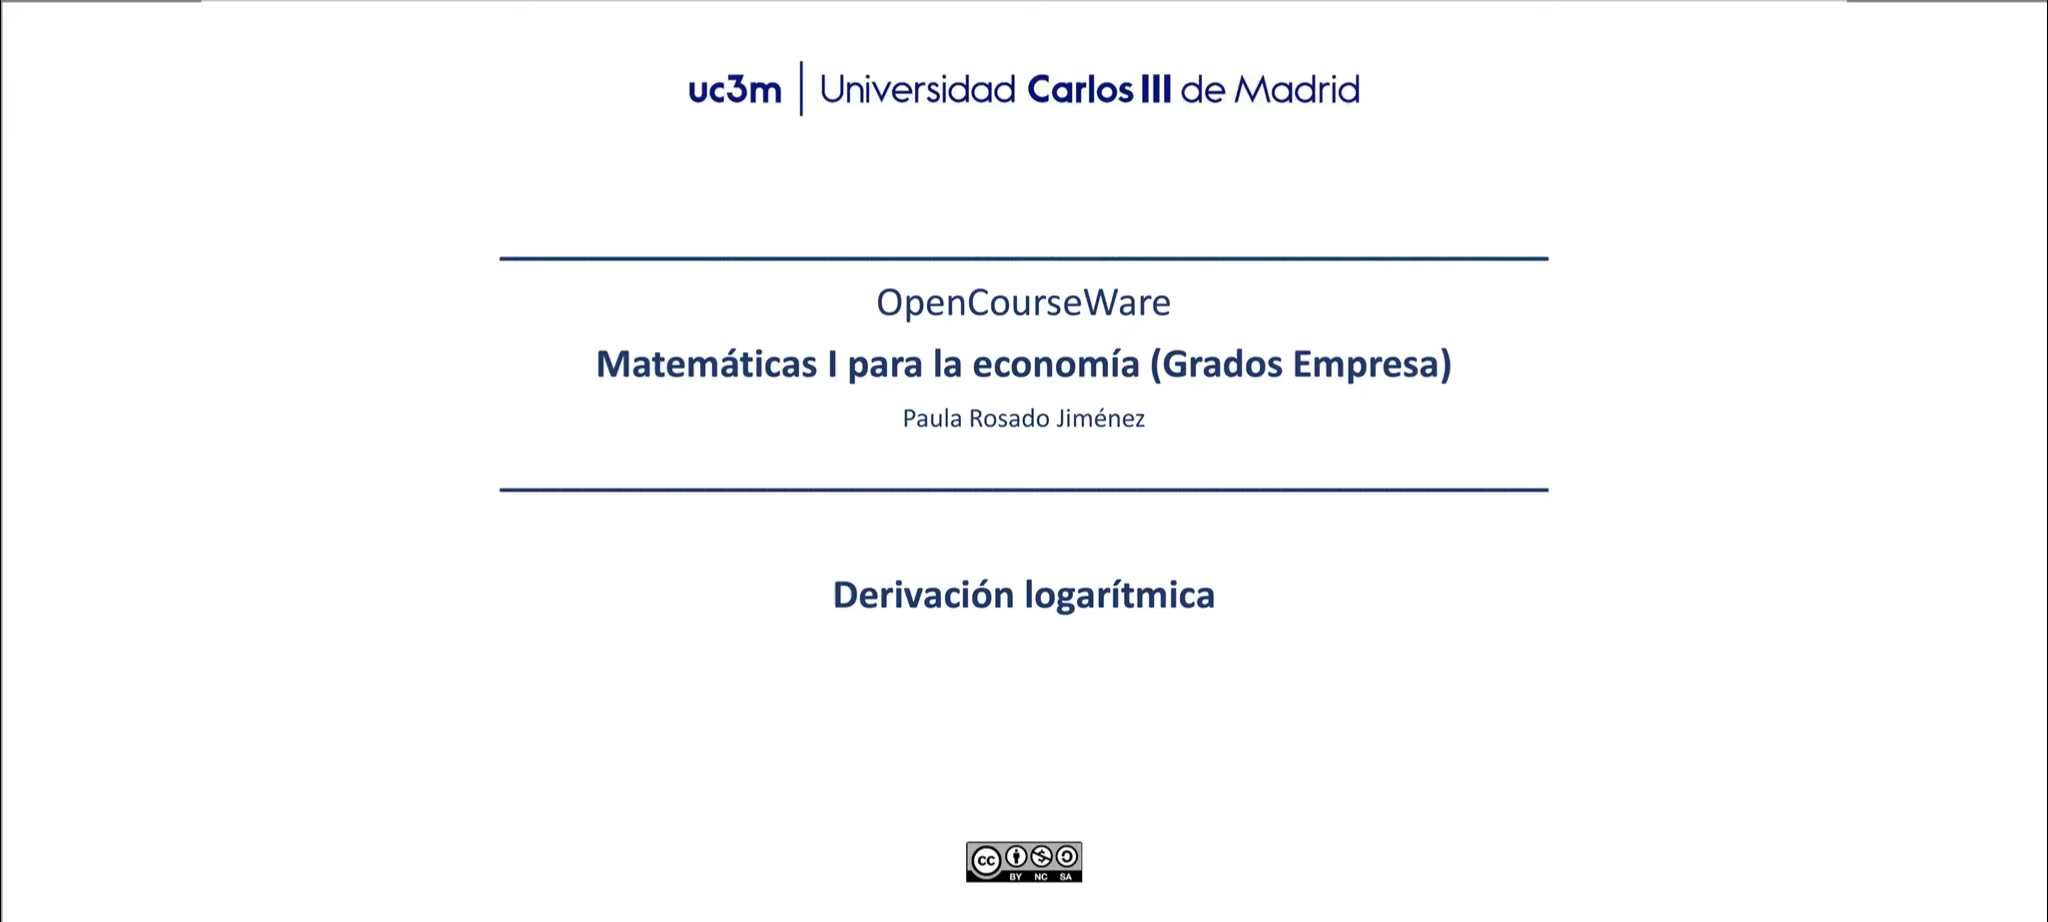 uc3m | Universidad Carlos III de Madrid
OpenCourseWare
Matemáticas I para la economía (Grados Empresa)
Paula Rosado Jiménez
Derivación logarítmica
cc
BY NC SA